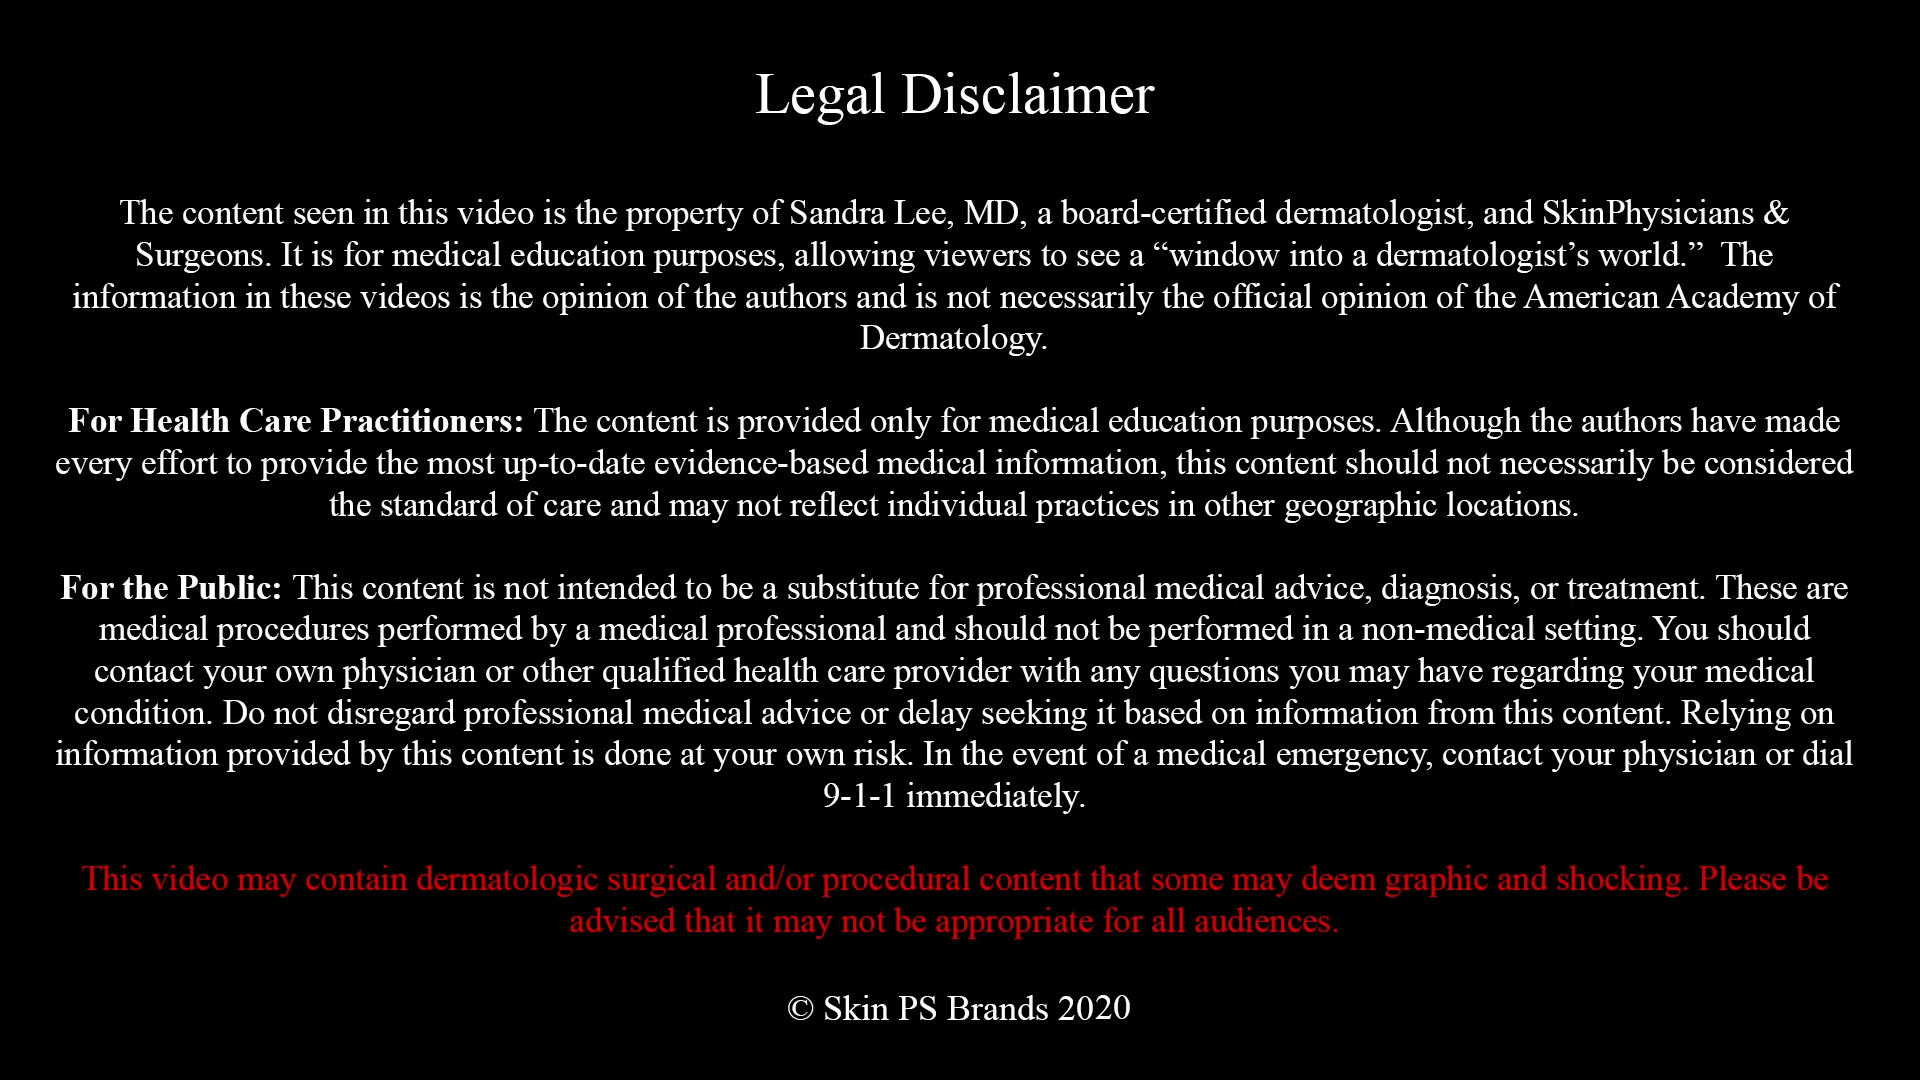 Legal Disclaimer
The content seen in this video is the property of Sandra Lee, MD, a board-certified dermatologist, and SkinPhysicians &
Surgeons. It is for medical education purposes, allowing viewers to see a “window into a dermatologist’s world.”  The
information in these videos is the opinion of the authors and is not necessarily the official opinion of the American Academy of
Dermatology.
For Health Care Practitioners: The content is provided only for medical education purposes. Although the authors have made
every effort to provide the most up-to-date evidence-based medical information, this content should not necessarily be considered
the standard of care and may not reflect individual practices in other geographic locations.
For the Public: This content is not intended to be a substitute for professional medical advice, diagnosis, or treatment. These are
medical procedures performed by a medical professional and should not be performed in a non-medical setting. You should
contact your own physician or other qualified health care provider with any questions you may have regarding your medical
condition. Do not disregard professional medical advice or delay seeking it based on information from this content. Relying on
information provided by this content is done at your own risk. In the event of a medical emergency, contact your physician or dial
9-1-1 immediately.
This video may contain dermatologic surgical and/or procedural content that some may deem graphic and shocking. Please be
advised that it may not be appropriate for all audiences.
© Skin PS Brands 2020